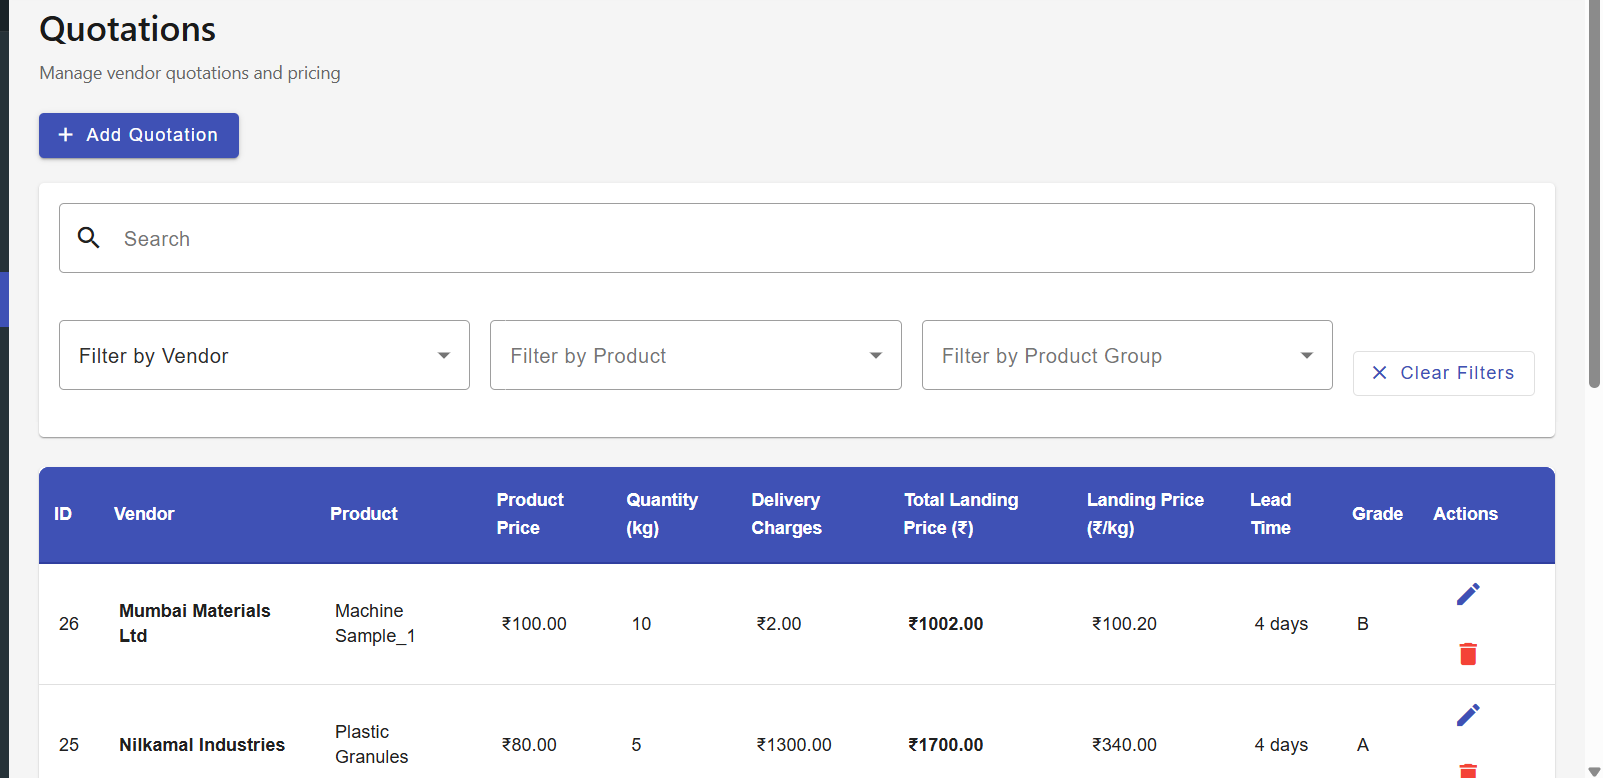 Quotations
Manage vendor quotations and pricing
+ Add Quotation
Search
Filter by Vendor
Filter by Product
Filter by Product Group
Clear Filters
ID Vendor Product Product Price Quantity (kg) Delivery Charges Total Landing Price (₹) Landing Price (₹/kg) Lead Time Grade Actions
26 Mumbai Materials Ltd Machine Sample_1 ₹100.00 10 ₹2.00 ₹1002.00 ₹100.20 4 days B
25 Nilkamal Industries Plastic Granules ₹80.00 5 ₹1300.00 ₹1700.00 ₹340.00 4 days A